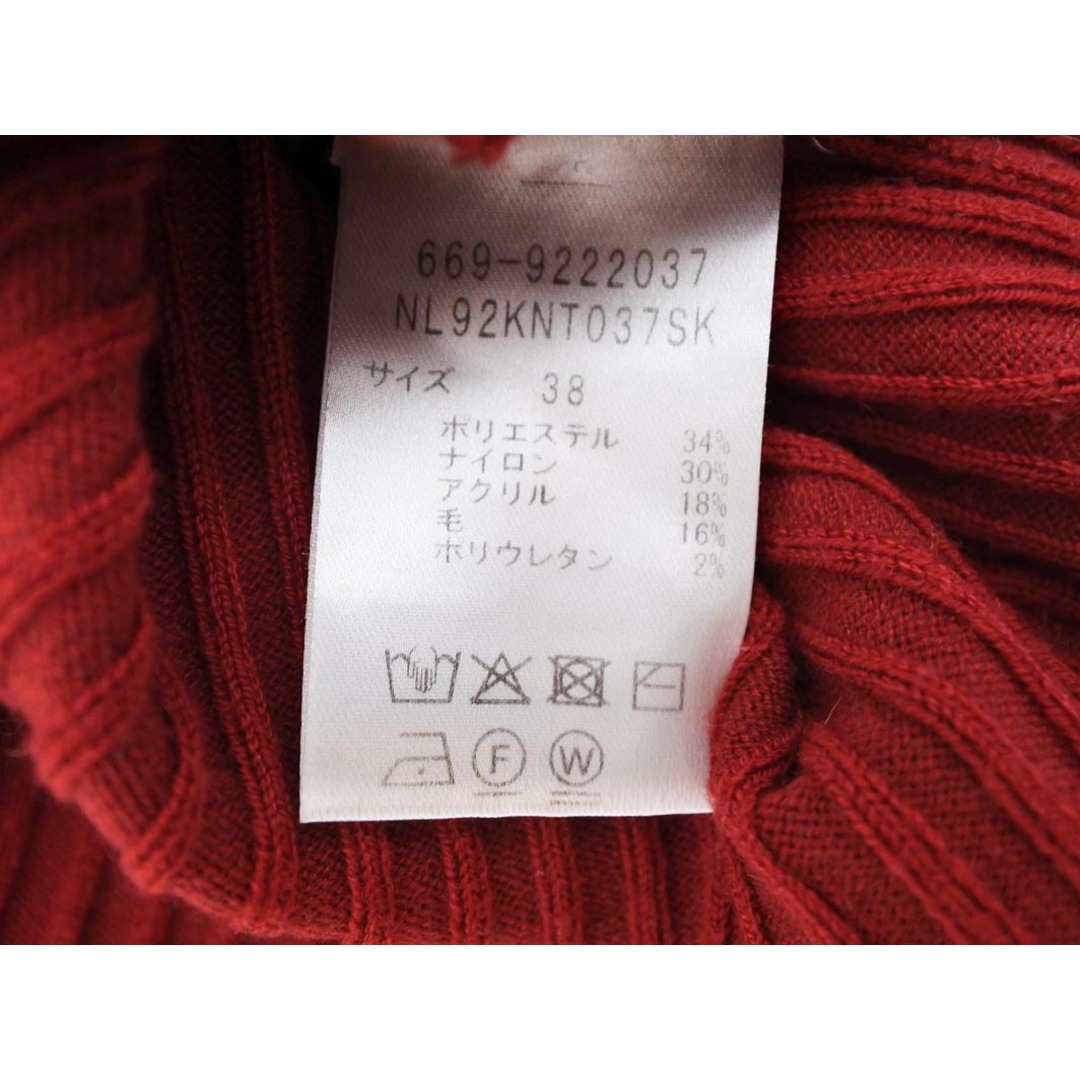 669-9222037
NL92KNT037SK
サイズ 38
ポリエステル 34%
ナイロン 30%
アクリル 18%
毛 16%
ポリウレタン 2%
F W